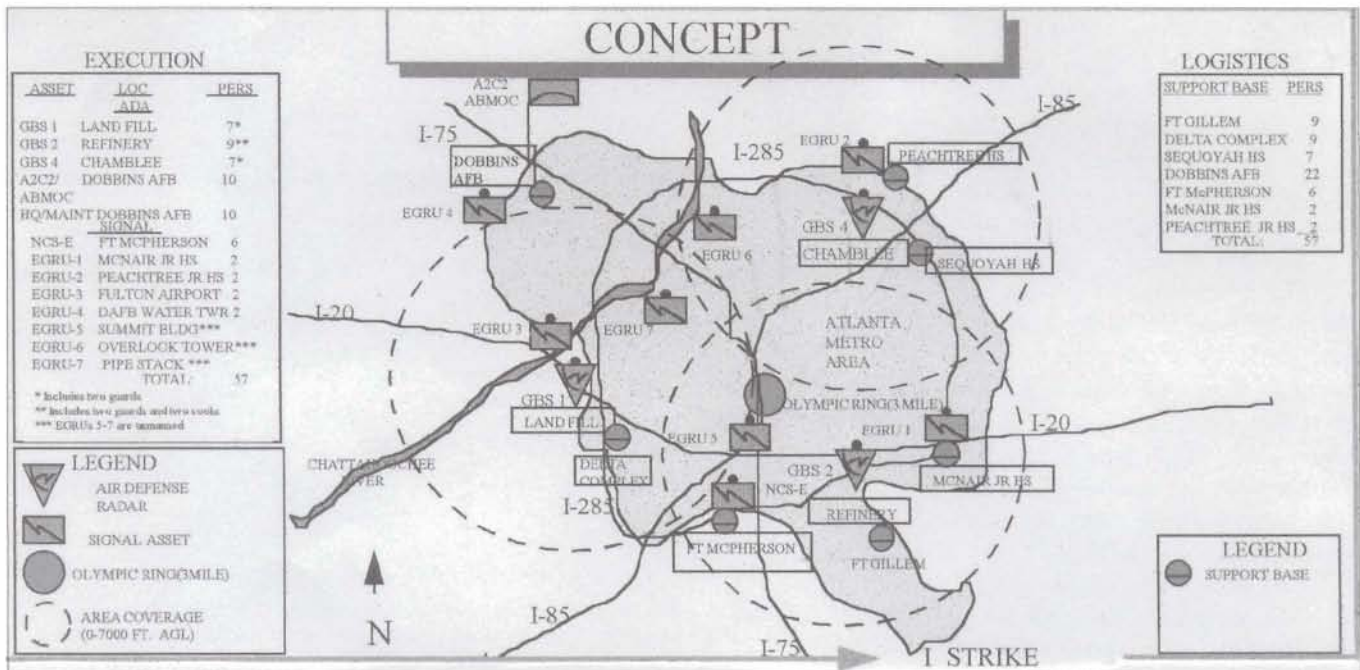 CONCEPT
EXECUTION
ASSET LOC PERS
ADA
GBS 1 LAND FILL 7*
GBS 2 REFINERY 9**
GBS 4 CHAMBLEE 7*
A2C2/ DOBBINS AFB 10
ABMOC
HQ/MAINT DOBBINS AFB 10
SIGNAL
NCS-E FT MCPHERSON 6
EGRU-1 MCNAIR JR HS 2
EGRU-2 PEACHTREE JR HS 2
EGRU-3 FULTON AIRPORT 2
EGRU-4 DAFB WATER TWR 2
EGRU-5 SUMMIT BLDG***
EGRU-6 OVERLOOK TOWER***
EGRU-7 PIPE STACK ***
TOTAL: 57
* Includes two guards
** Includes two guards and two cooks
*** EGRUs 5-7 are unmanned
LEGEND
AIR DEFENSE
RADAR
SIGNAL ASSET
OLYMPIC RING(3MILE)
AREA COVERAGE
(0-7000 FT. AGL)
A2C2
ABMOC
I-75
DOBBINS
AFB
EGRU 4
I-285
EGRU 2
PEACHTREE HS
I-85
GBS 4
CHAMBLEE
SEQUOYAH HS
EGRU 6
EGRU 7
EGRU 3
I-20
ATLANTA
METRO
AREA
GBS 1
LAND FILL
OLYMPIC RING(3MILE)
EGRU 5
EGRU 1
I-20
DELTA
COMPLEX
GBS 2
NCS-E
MCNAIR JR HS
I-285
REFINERY
FT MCPHERSON
FT GILLEM
I-85
I-75
N
I STRIKE
LOGISTICS
SUPPORT BASE PERS
FT GILLEM 9
DELTA COMPLEX 9
SEQUOYAH HS 7
DOBBINS AFB 22
FT McPHERSON 6
McNAIR JR HS 2
PEACHTREE JR HS 2
TOTAL: 57
LEGEND
SUPPORT BASE